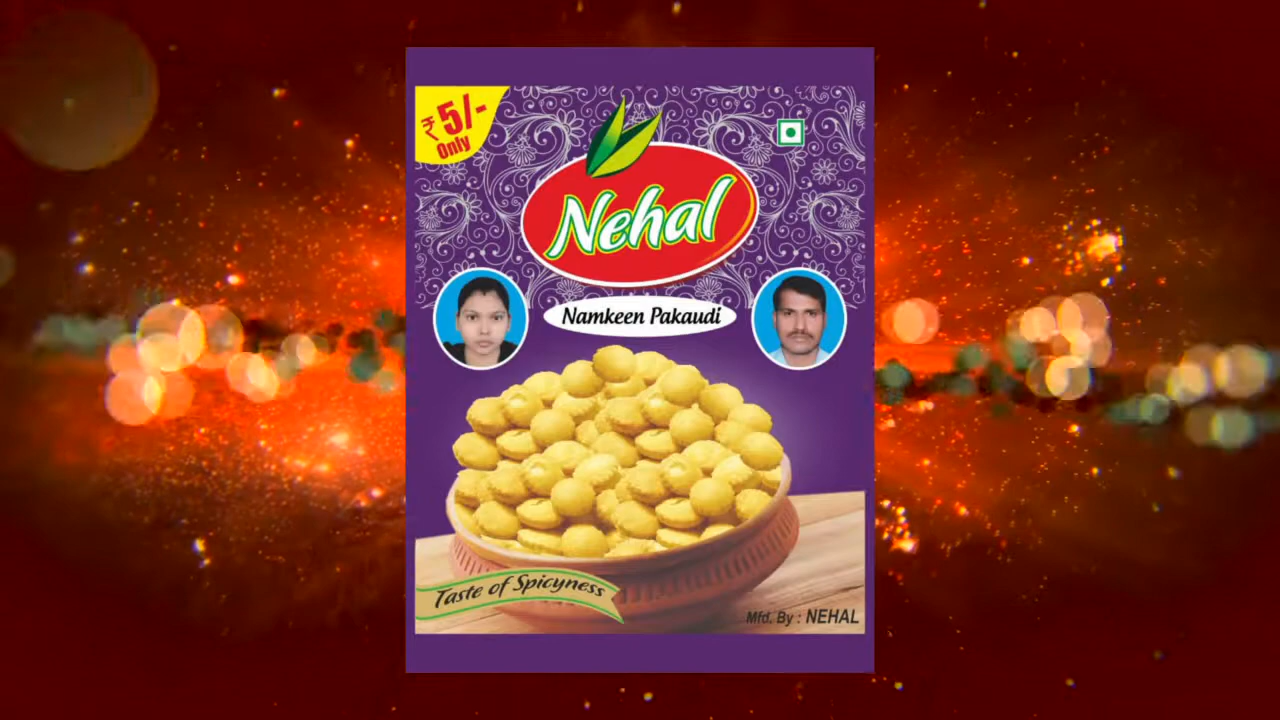 ₹ 5/-
Only
Nehal
Namkeen Pakaudi
Taste of Spicyness
Mfd. By : NEHAL